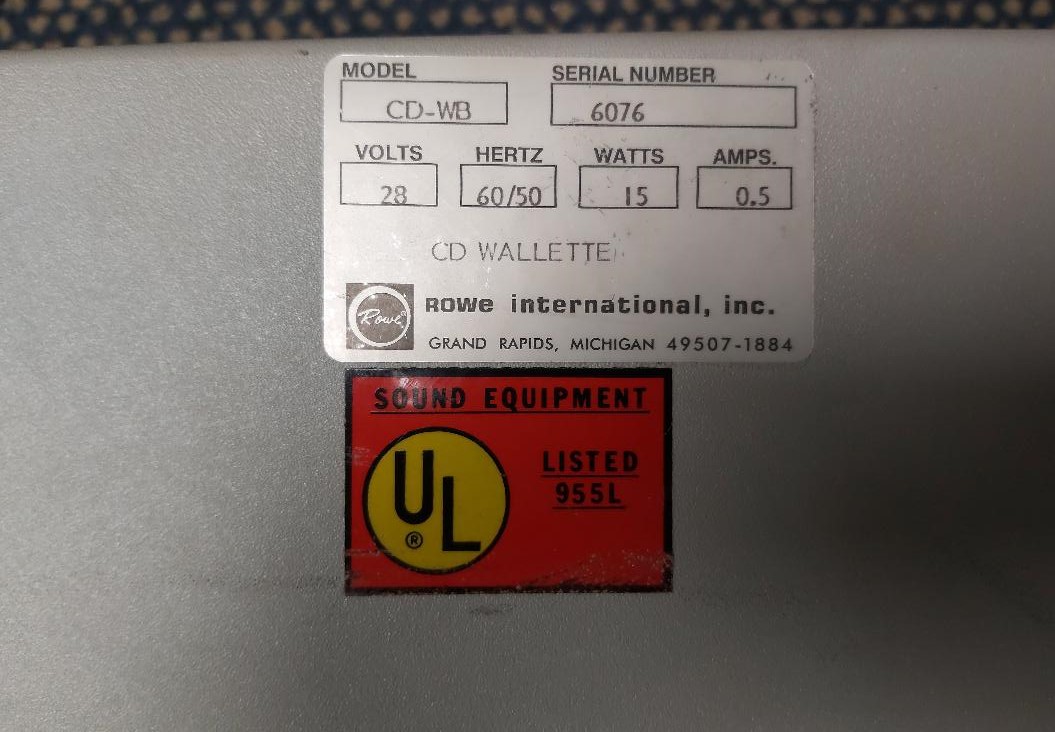 MODEL SERIAL NUMBER
CD-WB 6076
VOLTS HERTZ WATTS AMPS.
28 60/50 15 0.5
CD WALLETTE
Rowe
ROWe international, inc.
GRAND RAPIDS, MICHIGAN 49507-1884
SOUND EQUIPMENT
UL
®
LISTED
955L